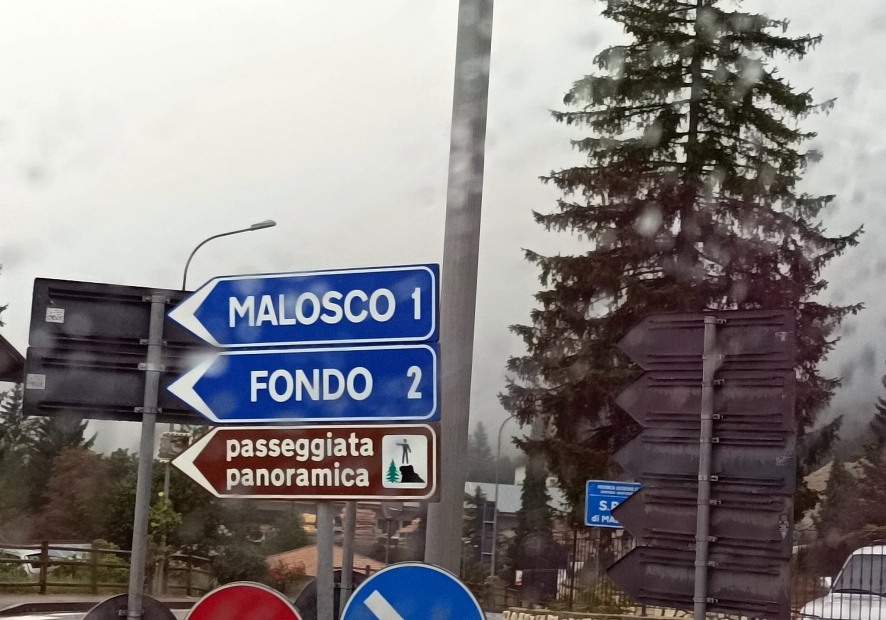 MALOSCO 1
FONDO 2
passeggiata
panoramica